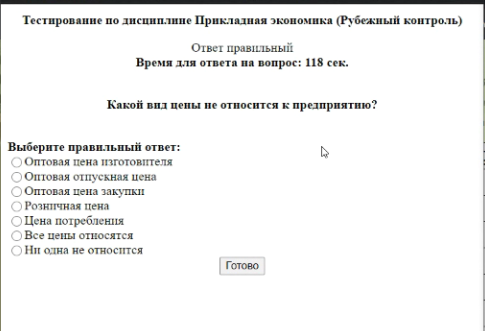 Тестирование по дисциплине Прикладная экономика (Рубежный контроль)
Ответ правильный
Время для ответа на вопрос: 118 сек.
Какой вид цены не относится к предприятию?
Выберите правильный ответ:
Оптовая цена изготовителя
Оптовая отпускная цена
Оптовая цена закупки
Розничная цена
Цена потребления
Все цены относятся
Ни одна не относится
Готово